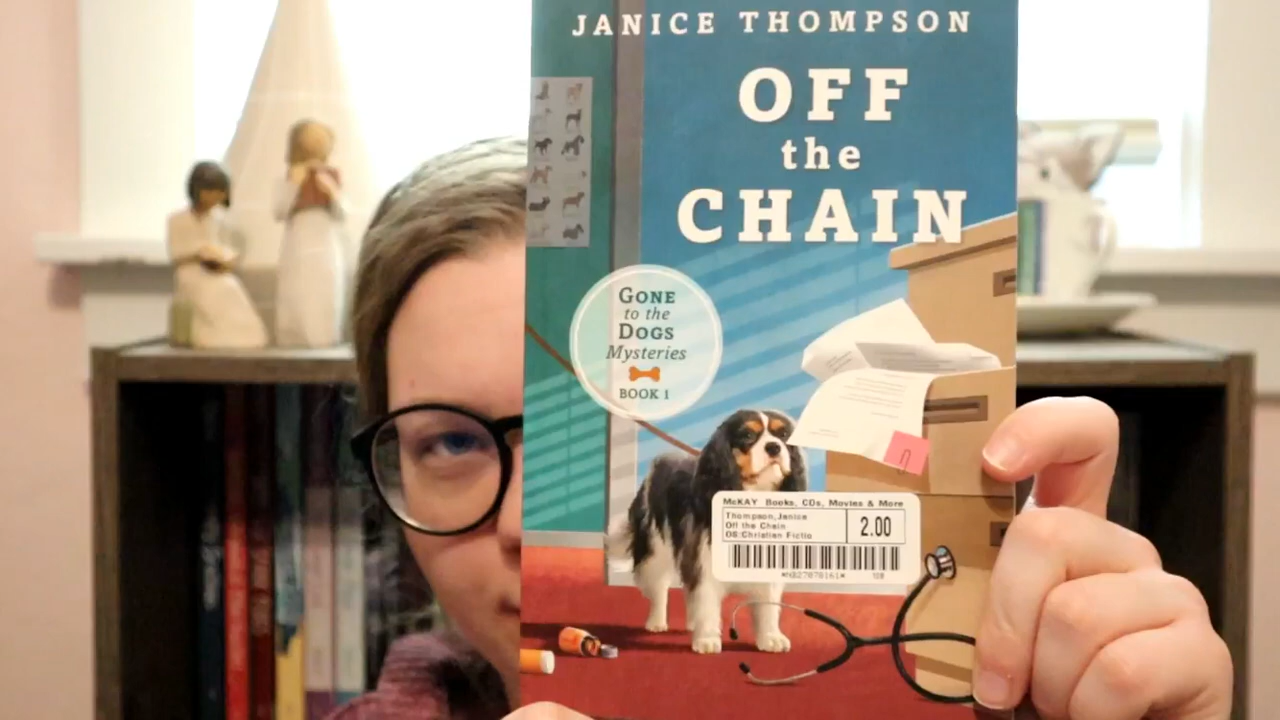 JANICE THOMPSON
OFF
the
CHAIN
GONE
to the
DOGS
Mysteries
BOOK 1
McKAY Books, CDs, Movies & More
Thompson,Janice
Off the Chain
OS:Christian Fictio
2.00